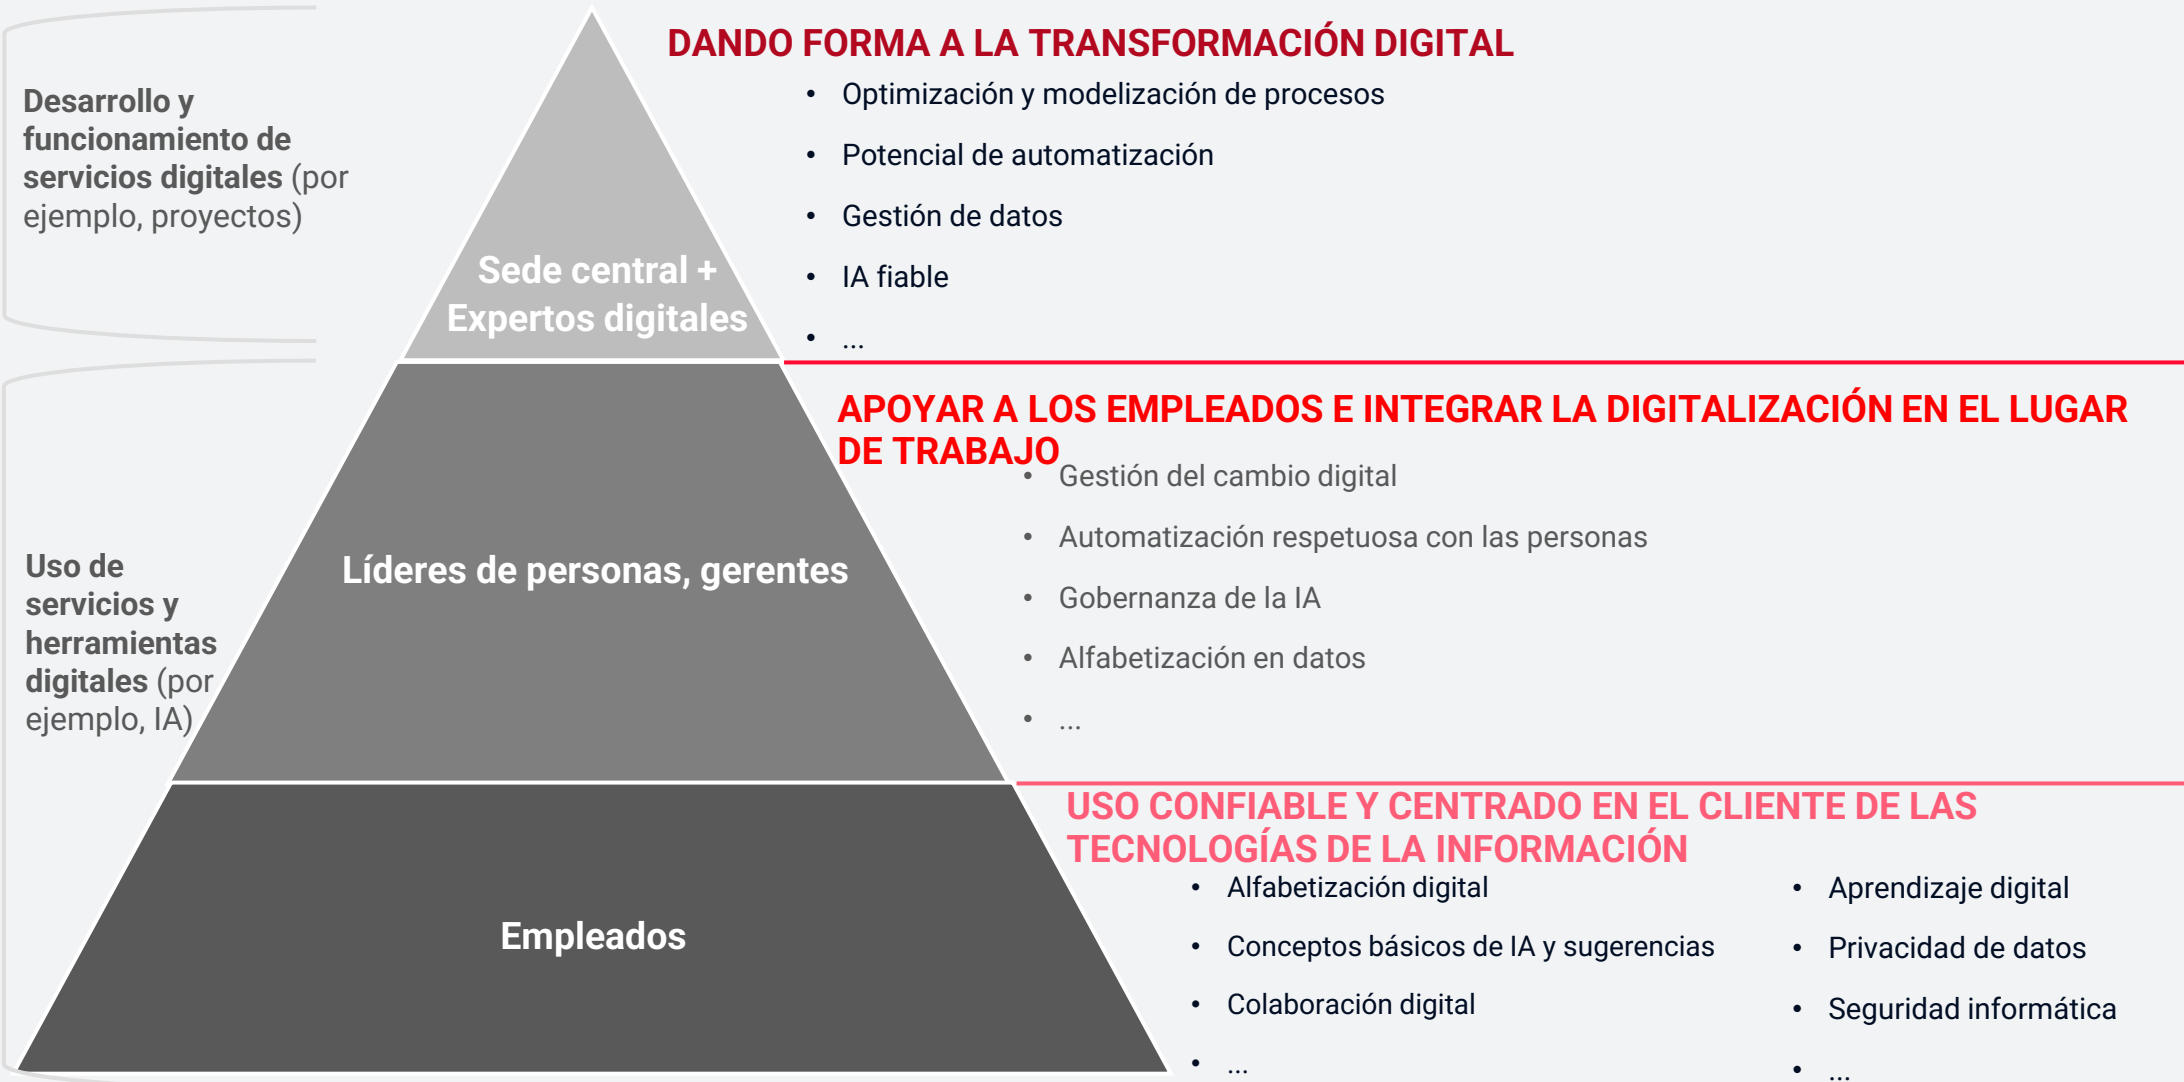 DANDO FORMA A LA TRANSFORMACIÓN DIGITAL
Desarrollo y
funcionamiento de
servicios digitales (por
ejemplo, proyectos)
Sede central +
Expertos digitales
• Optimización y modelización de procesos
• Potencial de automatización
• Gestión de datos
• IA fiable
• ...
APOYAR A LOS EMPLEADOS E INTEGRAR LA DIGITALIZACIÓN EN EL LUGAR
DE TRABAJO
Uso de
servicios y
herramientas
digitales (por
ejemplo, IA)
Líderes de personas, gerentes
• Gestión del cambio digital
• Automatización respetuosa con las personas
• Gobernanza de la IA
• Alfabetización en datos
• ...
USO CONFIABLE Y CENTRADO EN EL CLIENTE DE LAS
TECNOLOGÍAS DE LA INFORMACIÓN
Empleados
• Alfabetización digital
• Conceptos básicos de IA y sugerencias
• Colaboración digital
• ...
• Aprendizaje digital
• Privacidad de datos
• Seguridad informática
• ...